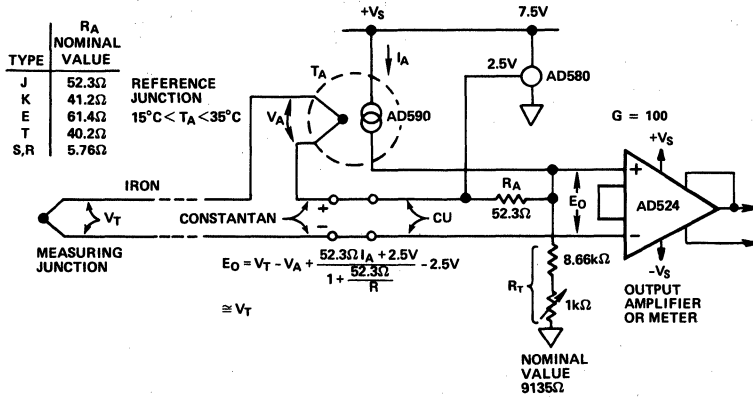 R_A
NOMINAL
VALUE
TYPE
J 52.3Ω
K 41.2Ω
E 61.4Ω
T 40.2Ω
S,R 5.76Ω
REFERENCE
JUNCTION
15°C < T_A < 35°C
+V_S
7.5V
I_A
2.5V
AD580
T_A
V_A
AD590
G = 100
+V_S
IRON
V_T
MEASURING
JUNCTION
CONSTANTAN
+
–
CU
R_A
52.3Ω
E_O
+
–
AD524
–V_S
OUTPUT
AMPLIFIER
OR METER
8.66kΩ
R_T
1kΩ
NOMINAL
VALUE
9135Ω
E_O = V_T – V_A + 52.3Ω I_A + 2.5V – 2.5V
1 + 52.3Ω
R
≅ V_T